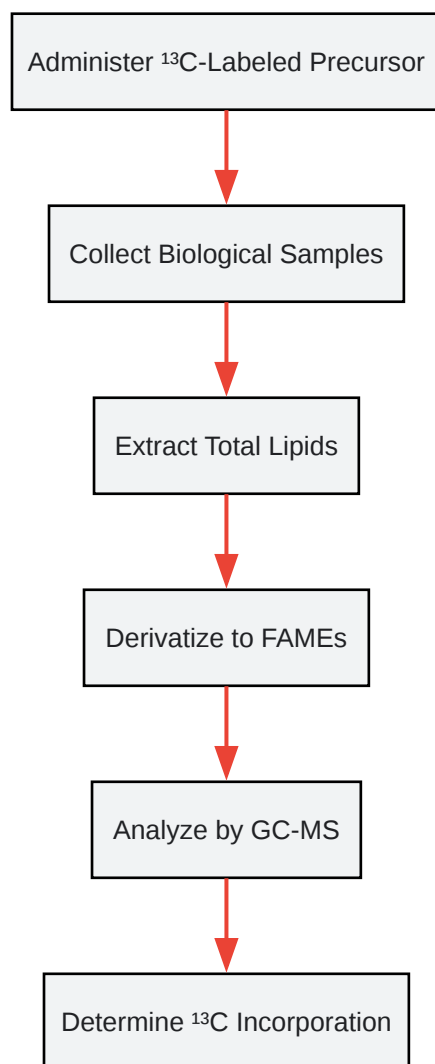 Administer ¹³C-Labeled Precursor
Collect Biological Samples
Extract Total Lipids
Derivatize to FAMEs
Analyze by GC-MS
Determine ¹³C Incorporation